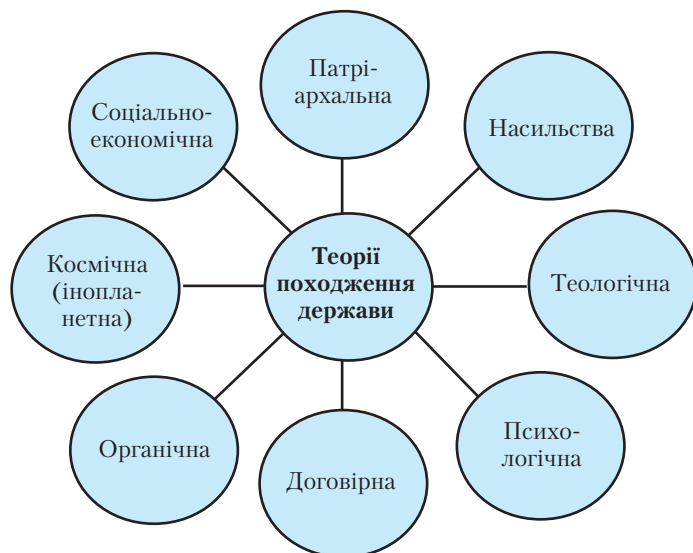 Патрі-
архальна
Соціально-
економічна
Насильства
Теорії
походження
держави
Космічна
(інопла-
нетна)
Теологічна
Органічна
Договірна
Психо-
логічна